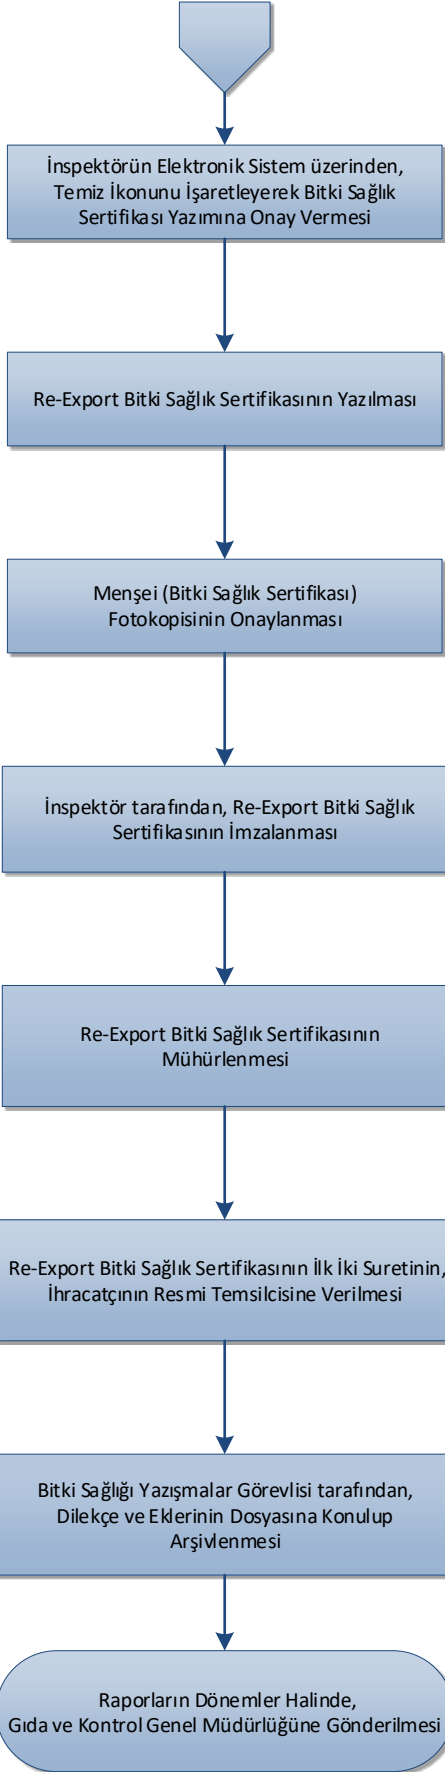 İnspektörün Elektronik Sistem üzerinden,
Temiz İkonunu İşaretleyerek Bitki Sağlık
Sertifikası Yazımına Onay Vermesi
Re-Export Bitki Sağlık Sertifikasının Yazılması
Menşei (Bitki Sağlık Sertifikası)
Fotokopisinin Onaylanması
İnspektör tarafından, Re-Export Bitki Sağlık
Sertifikasının İmzalanması
Re-Export Bitki Sağlık Sertifikasının
Mühürlenmesi
Re-Export Bitki Sağlık Sertifikasının İlk İki Suretinin,
İhracatçının Resmi Temsilcisine Verilmesi
Bitki Sağlığı Yazışmalar Görevlisi tarafından,
Dilekçe ve Eklerinin Dosyasına Konulup
Arşivlenmesi
Raporların Dönemler Halinde,
Gıda ve Kontrol Genel Müdürlüğüne Gönderilmesi